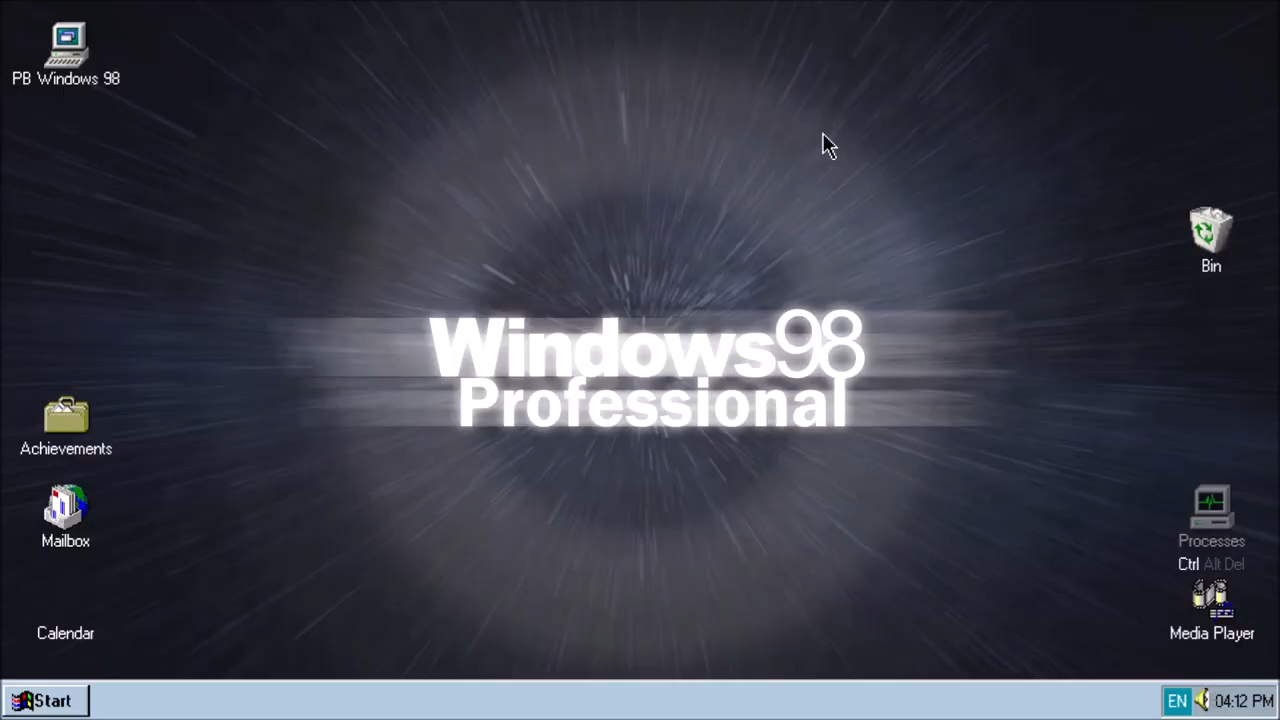 PB Windows 98
Bin
Windows98
Professional
Achievements
Mailbox
Processes
Ctrl Alt Del
Calendar
Media Player
Start
EN
04:12 PM